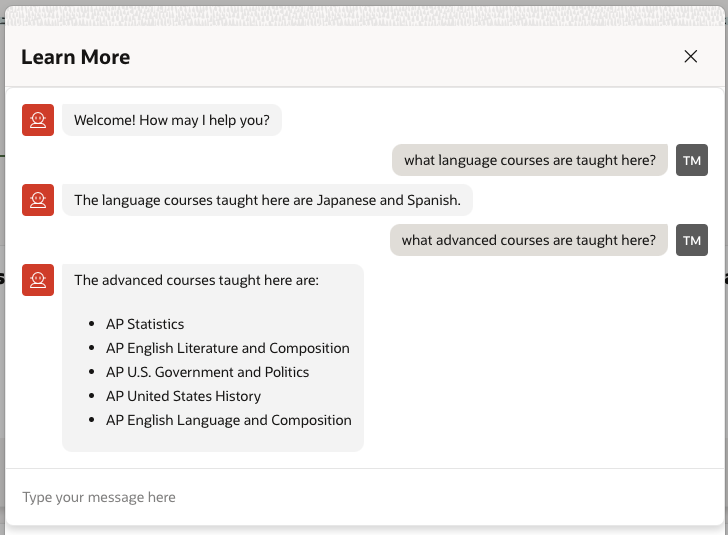 Learn More
Welcome! How may I help you?
what language courses are taught here?
TM
The language courses taught here are Japanese and Spanish.
what advanced courses are taught here?
TM
The advanced courses taught here are:
• AP Statistics
• AP English Literature and Composition
• AP U.S. Government and Politics
• AP United States History
• AP English Language and Composition
Type your message here